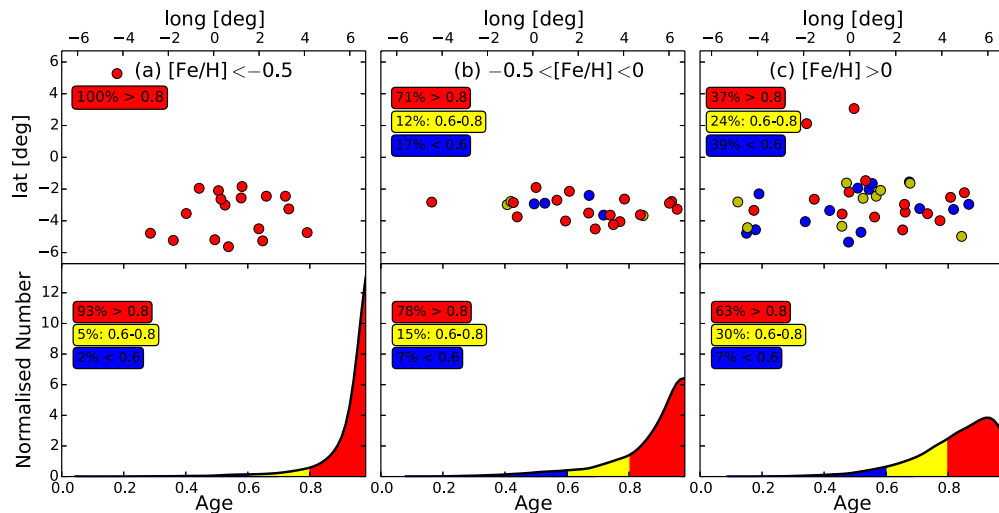 long [deg] long [deg] long [deg]
−6 −4 −2 0 2 4 6 −6 −4 −2 0 2 4 6 −6 −4 −2 0 2 4 6
lat [deg]
6
4
2
0
−2
−4
−6
(a) [Fe/H] <−0.5
100% > 0.8
(b) −0.5 <[Fe/H] <0
71% > 0.8
12%: 0.6-0.8
17% < 0.6
(c) [Fe/H] >0
37% > 0.8
24%: 0.6-0.8
39% < 0.6
Normalised Number
12
10
8
6
4
2
0
93% > 0.8
5%: 0.6-0.8
2% < 0.6
78% > 0.8
15%: 0.6-0.8
7% < 0.6
63% > 0.8
30%: 0.6-0.8
7% < 0.6
0.0 0.2 0.4 0.6 0.8 0.0 0.2 0.4 0.6 0.8 0.0 0.2 0.4 0.6 0.8
Age Age Age